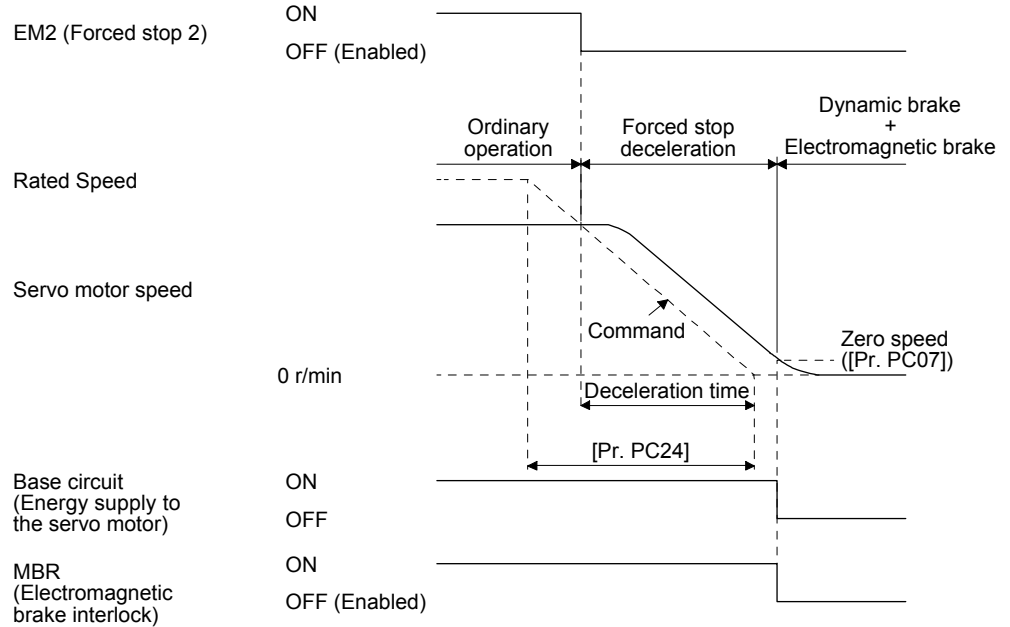 EM2 (Forced stop 2)
ON
OFF (Enabled)
Ordinary
operation
Forced stop
deceleration
Dynamic brake
+
Electromagnetic brake
Rated Speed
Servo motor speed
Command
Zero speed
([Pr. PC07])
0 r/min
Deceleration time
[Pr. PC24]
Base circuit
(Energy supply to
the servo motor)
ON
OFF
MBR
(Electromagnetic
brake interlock)
ON
OFF (Enabled)